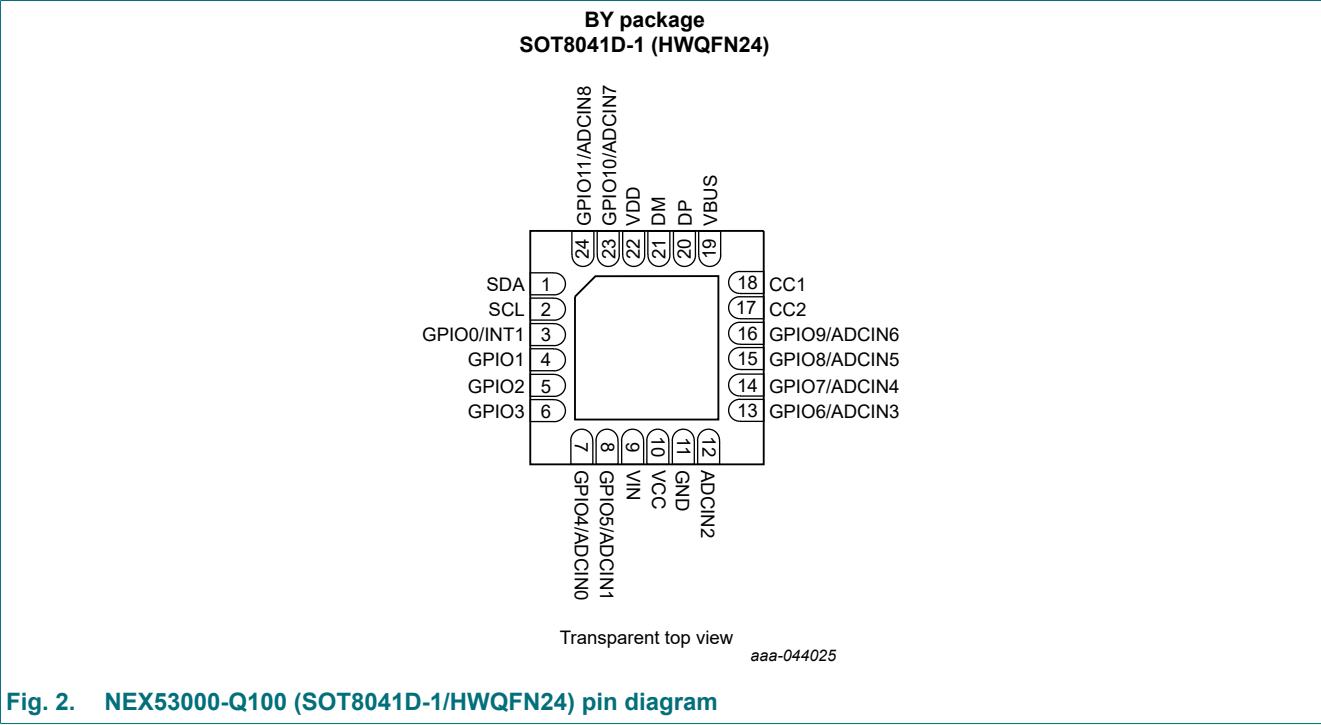 BY package
SOT8041D-1 (HWQFN24)
GPIO11/ADCIN8
GPIO10/ADCIN7
VDD
DM
DP
VBUS
24
23
22
21
20
19
SDA 1
SCL 2
GPIO0/INT1 3
GPIO1 4
GPIO2 5
GPIO3 6
18 CC1
17 CC2
16 GPIO9/ADCIN6
15 GPIO8/ADCIN5
14 GPIO7/ADCIN4
13 GPIO6/ADCIN3
7
8
9
10
11
12
GPIO4/ADCIN0
GPIO5/ADCIN1
VIN
VCC
GND
ADCIN2
Transparent top view
aaa-044025
Fig. 2. NEX53000-Q100 (SOT8041D-1/HWQFN24) pin diagram